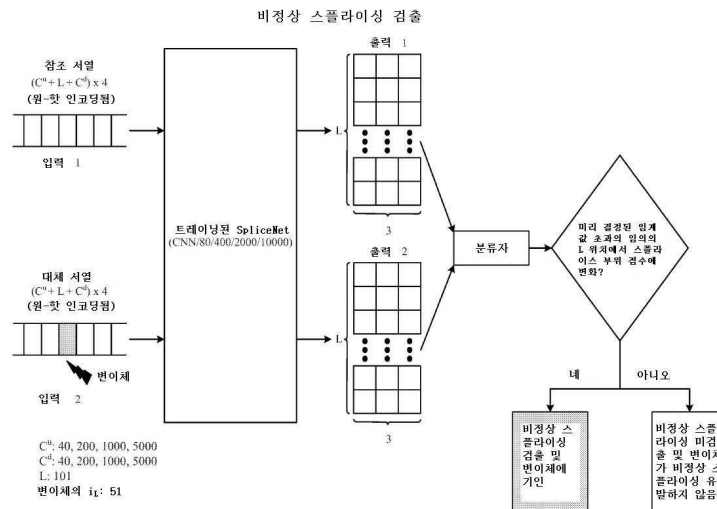 비정상 스플라이싱 검출
참조 서열
(Cᵘ + L + Cᵈ) x 4
(원-핫 인코딩됨)
입력 1
대체 서열
(Cᵘ + L + Cᵈ) x 4
(원-핫 인코딩됨)
변이체
입력 2
Cᵘ: 40, 200, 1000, 5000
Cᵈ: 40, 200, 1000, 5000
L: 101
변이체의 iL: 51
트레이닝된 SpliceNet
(CNN/80/400/2000/10000)
출력 1
L
3
출력 2
L
3
분류자
미리 결정된 임계
값 초과의 임의의
L 위치에서 스플라
이스 부위 점수에
변화?
네
아니오
비정상 스
플라이싱
검출 및
변이체에
기인
비정상 스플
라이싱 미검
출 및 변이체
가 비정상 스
플라이싱 유
발하지 않음